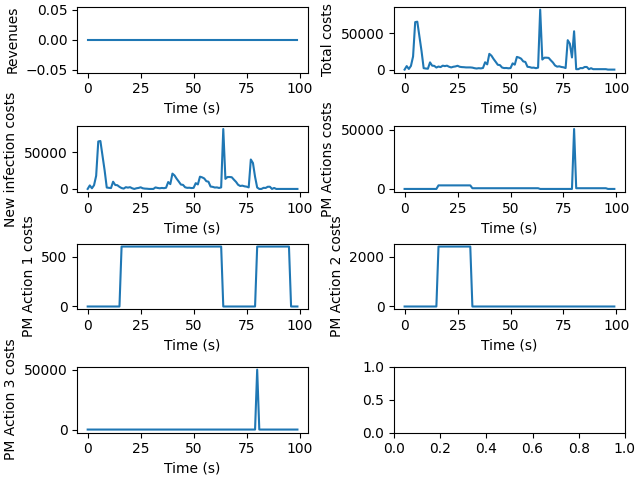 Revenues
0.05
0.00
−0.05
0 25 50 75 100
Time (s)
Total costs
50000
0
0 25 50 75 100
Time (s)
New infection costs
50000
0
0 25 50 75 100
Time (s)
PM Actions costs
50000
0
0 25 50 75 100
Time (s)
PM Action 1 costs
500
0
0 25 50 75 100
Time (s)
PM Action 2 costs
2000
0
0 25 50 75 100
Time (s)
PM Action 3 costs
50000
0
0 25 50 75 100
Time (s)
1.0
0.5
0.0
0.0 0.2 0.4 0.6 0.8 1.0